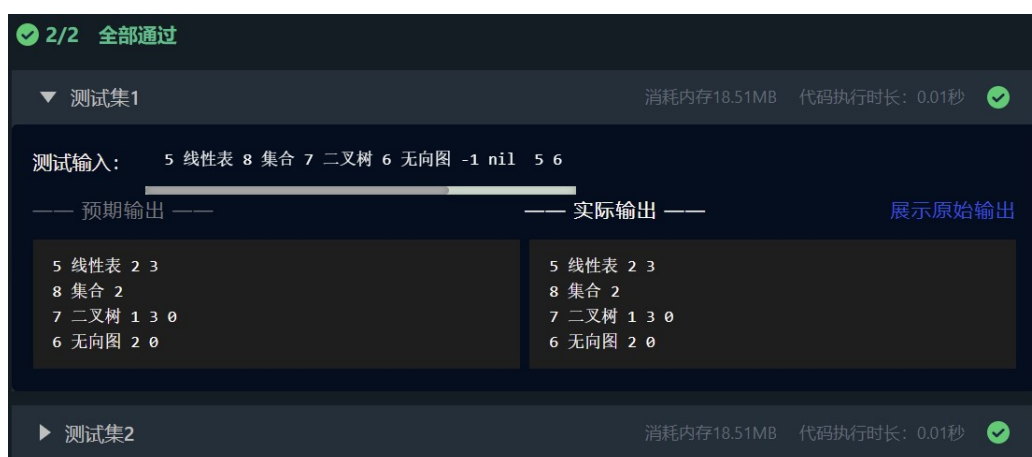 2/2 全部通过
测试集1 消耗内存18.51MB 代码执行时长：0.01秒
测试输入： 5 线性表 8 集合 7 二叉树 6 无向图 -1 nil 5 6
—— 预期输出 —— —— 实际输出 —— 展示原始输出
5 线性表 2 3 5 线性表 2 3
8 集合 2 8 集合 2
7 二叉树 1 3 0 7 二叉树 1 3 0
6 无向图 2 0 6 无向图 2 0
测试集2 消耗内存18.51MB 代码执行时长：0.01秒